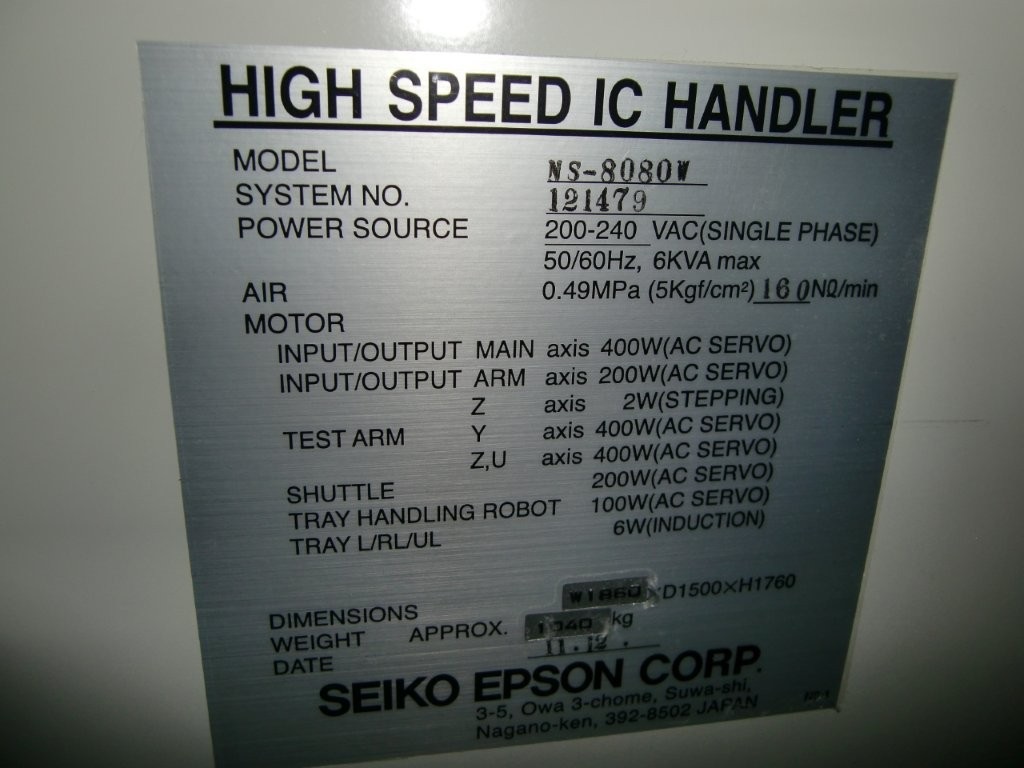 HIGH SPEED IC HANDLER
MODEL NS-8080W
SYSTEM NO. 121479
POWER SOURCE 200-240 VAC(SINGLE PHASE)
50/60Hz, 6KVA max
AIR 0.49MPa (5Kgf/cm²) 160 Nℓ/min
MOTOR
INPUT/OUTPUT MAIN axis 400W(AC SERVO)
INPUT/OUTPUT ARM axis 200W(AC SERVO)
Z axis 2W(STEPPING)
TEST ARM Y axis 400W(AC SERVO)
Z,U axis 400W(AC SERVO)
SHUTTLE 200W(AC SERVO)
TRAY HANDLING ROBOT 100W(AC SERVO)
TRAY L/RL/UL 6W(INDUCTION)
DIMENSIONS W1860×D1500×H1760
WEIGHT APPROX. 1040 kg
DATE 11.12.
SEIKO EPSON CORP.
3-5, Owa 3-chome, Suwa-shi,
Nagano-ken, 392-8502 JAPAN